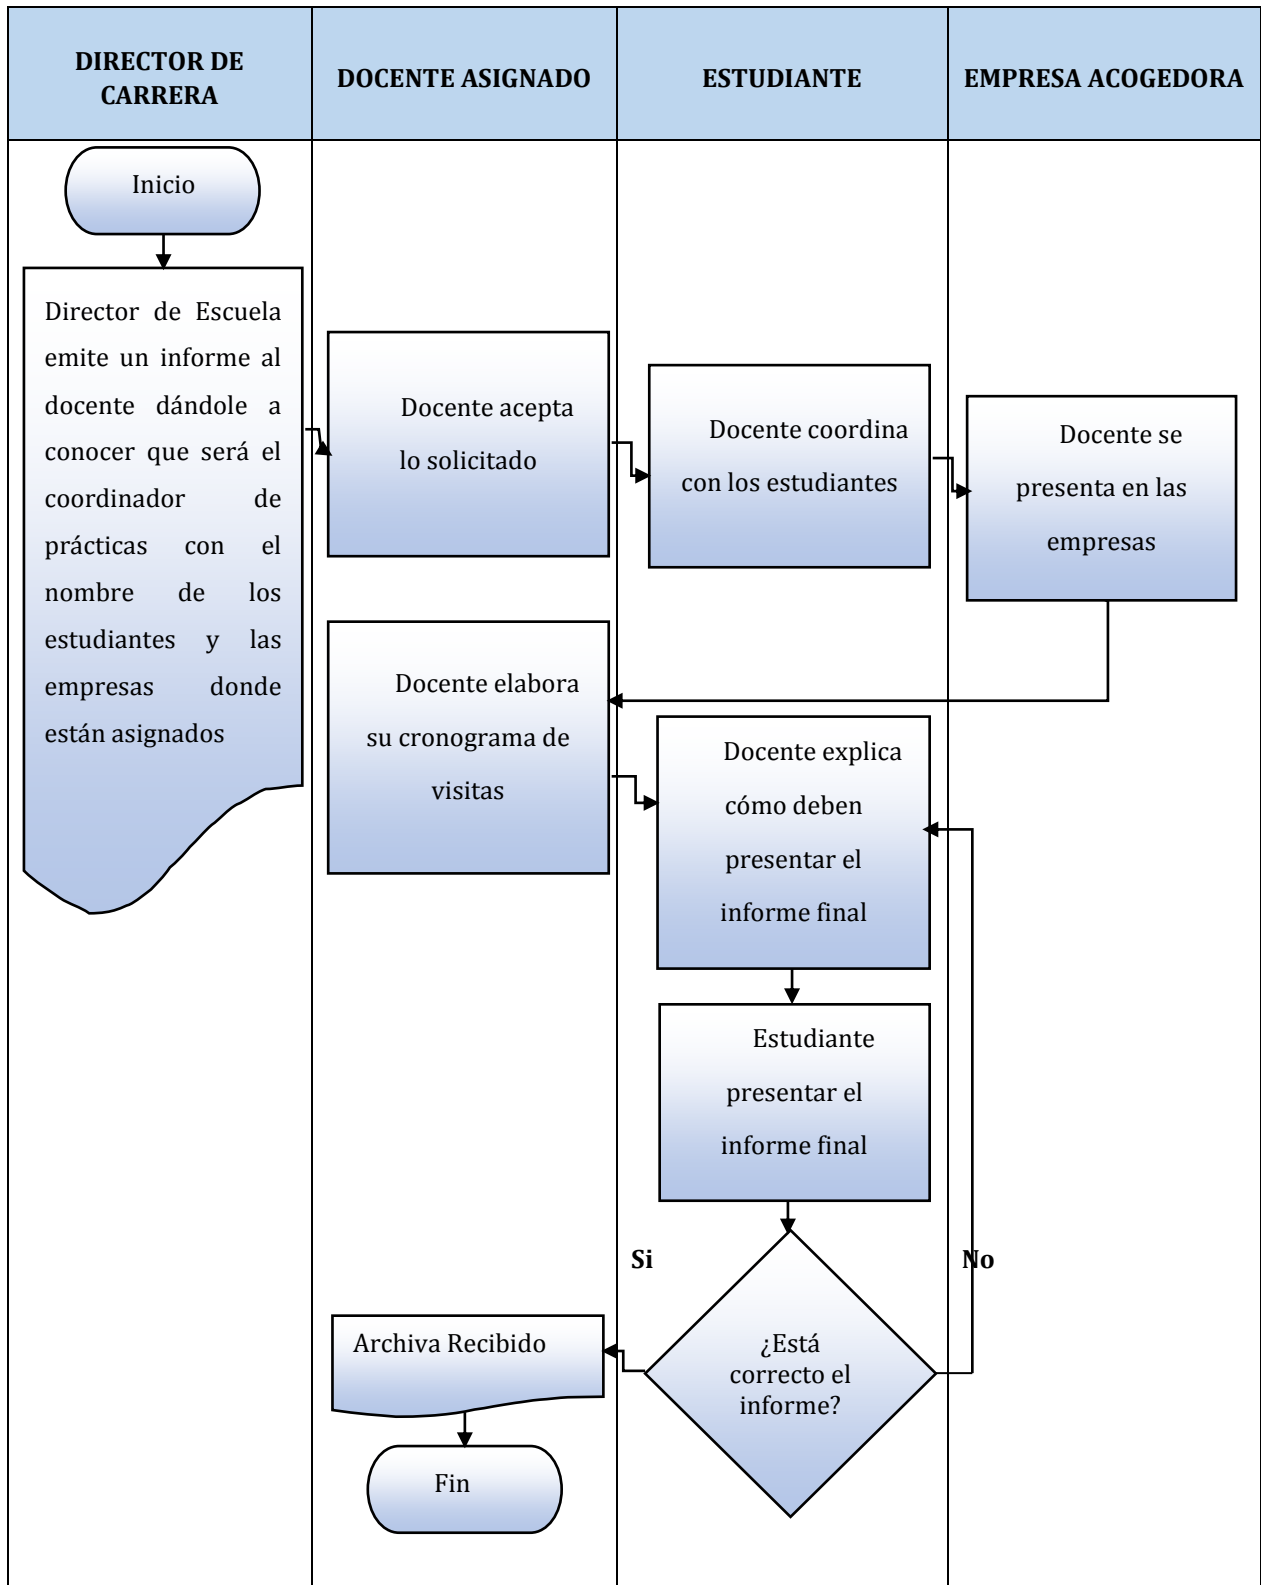 DIRECTOR DE
CARRERA
DOCENTE ASIGNADO
ESTUDIANTE
EMPRESA ACOGEDORA
Inicio
Director de Escuela
emite un informe al
docente dándole a
conocer que será el
coordinador de
prácticas con el
nombre de los
estudiantes y las
empresas donde
están asignados
Docente acepta
lo solicitado
Docente coordina
con los estudiantes
Docente se
presenta en las
empresas
Docente elabora
su cronograma de
visitas
Docente explica
cómo deben
presentar el
informe final
Estudiante
presentar el
informe final
Si
No
¿Está
correcto el
informe?
Archiva Recibido
Fin